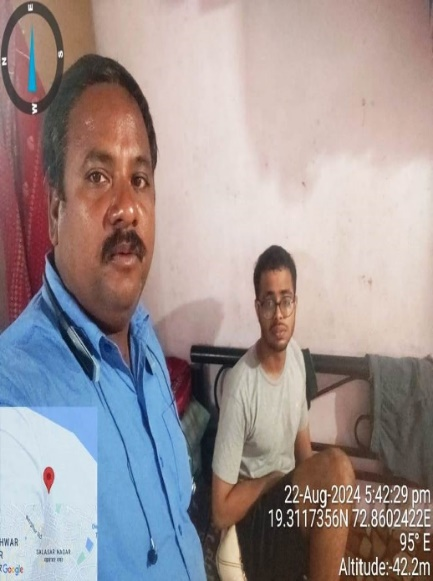 N
E
S
W
22-Aug-2024 5:42:29 pm
19.3117356N 72.8602422E
95° E
Altitude:-42.2m
HWAR
R
SALASAR NAGAR
R Google